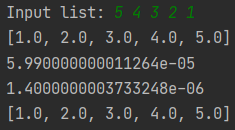 Input list: 5 4 3 2 1
[1.0, 2.0, 3.0, 4.0, 5.0]
5.990000000011264e-05
1.4000000003733248e-06
[1.0, 2.0, 3.0, 4.0, 5.0]